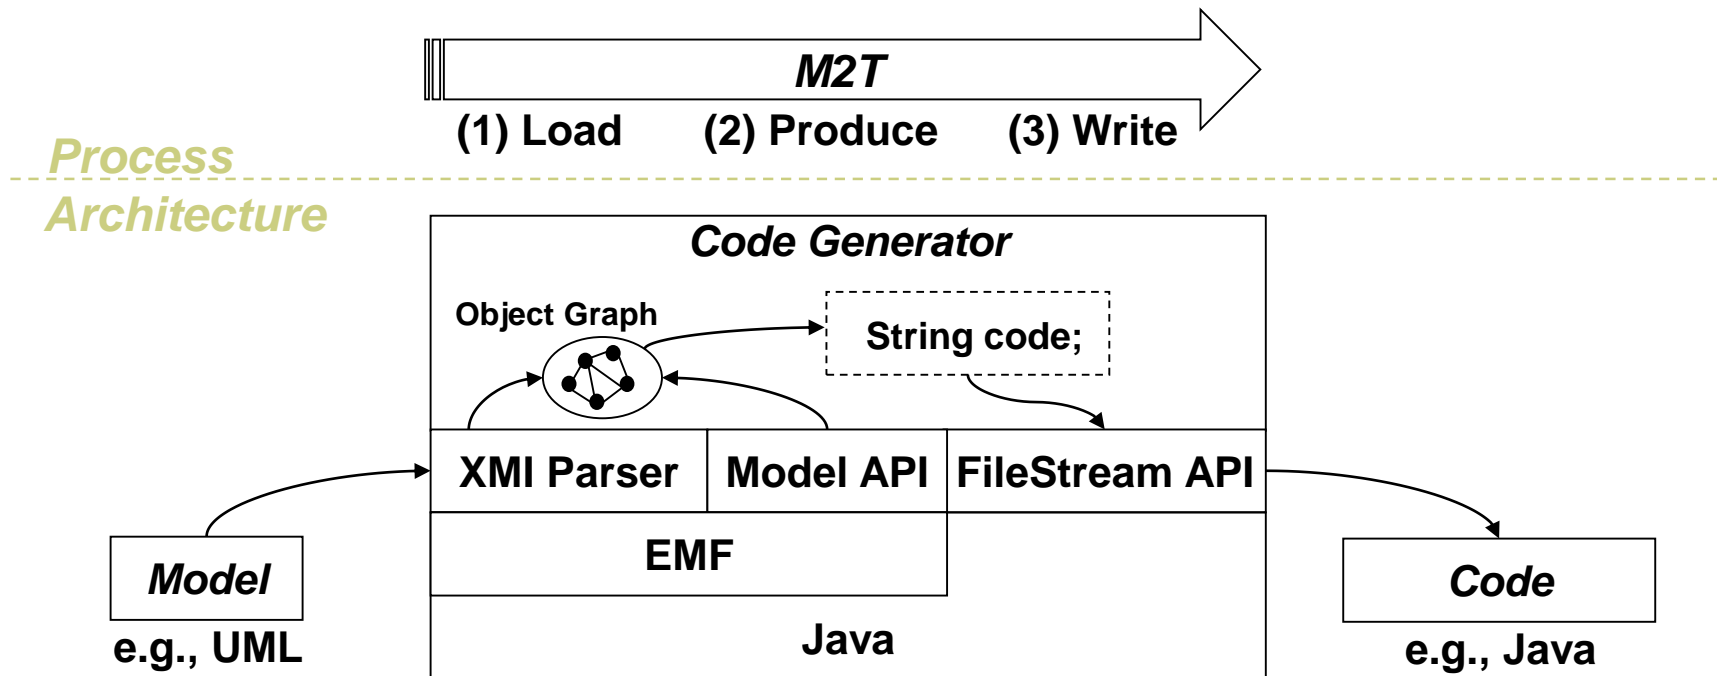 M2T
(1) Load (2) Produce (3) Write
Process
Architecture
Code Generator
Object Graph
String code;
XMI Parser Model API FileStream API
EMF
Model
Code
e.g., UML
Java
e.g., Java